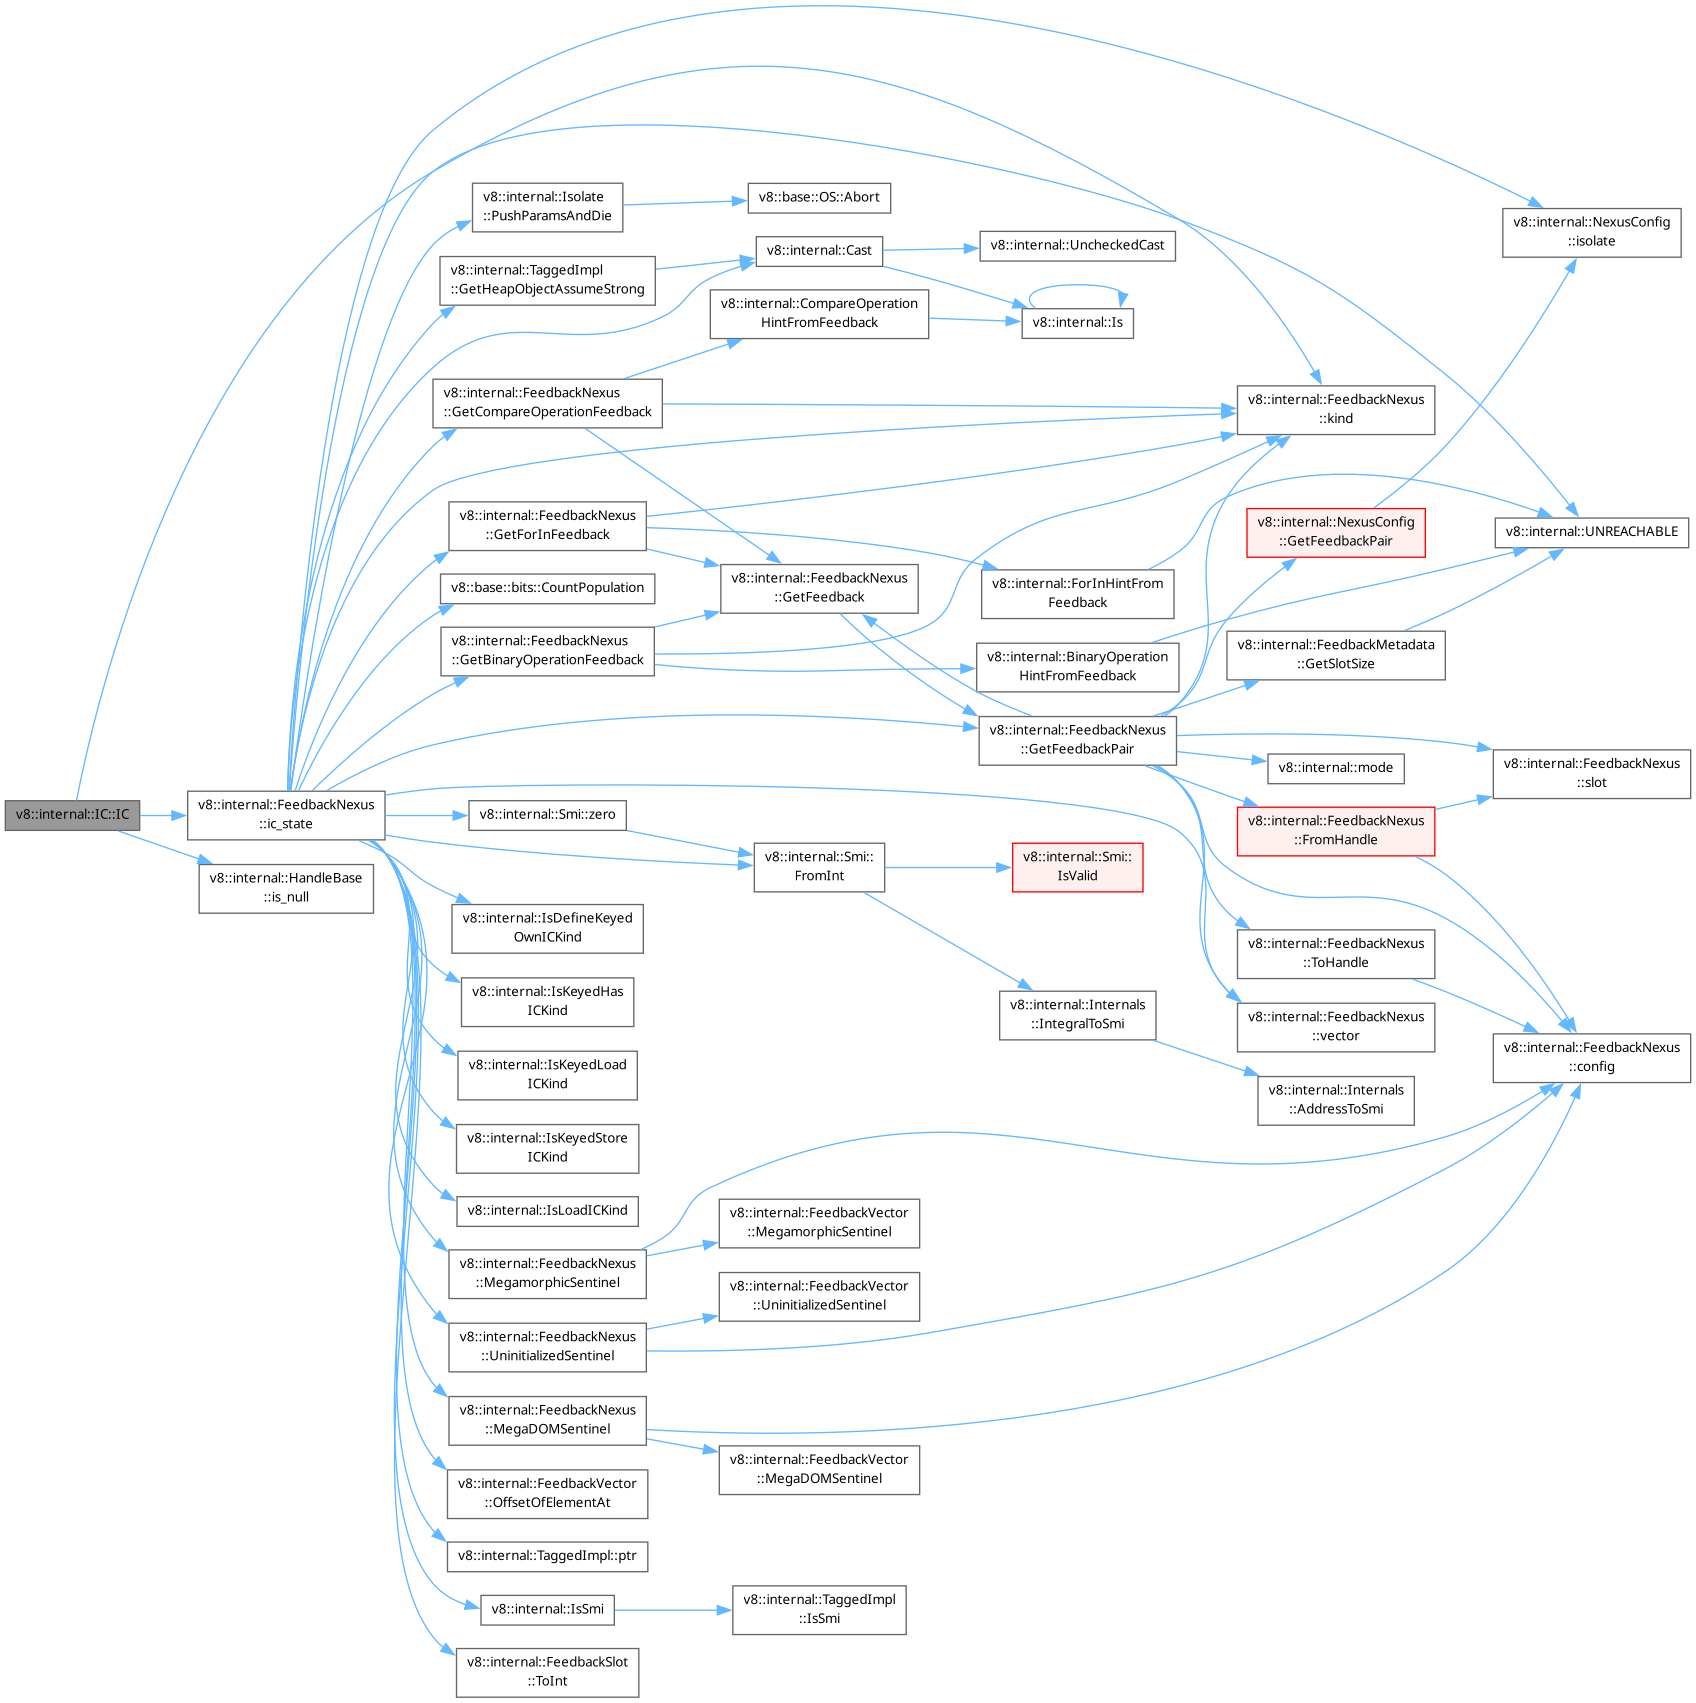 v8::internal::IC::IC
v8::internal::FeedbackNexus
::ic_state
v8::internal::HandleBase
::is_null
v8::internal::Isolate
::PushParamsAndDie
v8::internal::TaggedImpl
::GetHeapObjectAssumeStrong
v8::internal::FeedbackNexus
::GetCompareOperationFeedback
v8::internal::FeedbackNexus
::GetForInFeedback
v8::base::bits::CountPopulation
v8::internal::FeedbackNexus
::GetBinaryOperationFeedback
v8::internal::Smi::zero
v8::internal::IsDefineKeyed
OwnICKind
v8::internal::IsKeyedHas
ICKind
v8::internal::IsKeyedLoad
ICKind
v8::internal::IsKeyedStore
ICKind
v8::internal::IsLoadICKind
v8::internal::FeedbackNexus
::MegamorphicSentinel
v8::internal::FeedbackNexus
::UninitializedSentinel
v8::internal::FeedbackNexus
::MegaDOMSentinel
v8::internal::FeedbackVector
::OffsetOfElementAt
v8::internal::TaggedImpl::ptr
v8::internal::IsSmi
v8::internal::FeedbackSlot
::ToInt
v8::base::OS::Abort
v8::internal::Cast
v8::internal::CompareOperation
HintFromFeedback
v8::internal::FeedbackNexus
::GetFeedback
v8::internal::Smi::
FromInt
v8::internal::FeedbackVector
::MegamorphicSentinel
v8::internal::FeedbackVector
::UninitializedSentinel
v8::internal::FeedbackVector
::MegaDOMSentinel
v8::internal::TaggedImpl
::IsSmi
v8::internal::UncheckedCast
v8::internal::Is
v8::internal::ForInHintFrom
Feedback
v8::internal::BinaryOperation
HintFromFeedback
v8::internal::FeedbackNexus
::GetFeedbackPair
v8::internal::Smi::
IsValid
v8::internal::Internals
::IntegralToSmi
v8::internal::FeedbackNexus
::kind
v8::internal::NexusConfig
::GetFeedbackPair
v8::internal::FeedbackMetadata
::GetSlotSize
v8::internal::mode
v8::internal::FeedbackNexus
::FromHandle
v8::internal::FeedbackNexus
::ToHandle
v8::internal::FeedbackNexus
::vector
v8::internal::Internals
::AddressToSmi
v8::internal::NexusConfig
::isolate
v8::internal::UNREACHABLE
v8::internal::FeedbackNexus
::slot
v8::internal::FeedbackNexus
::config